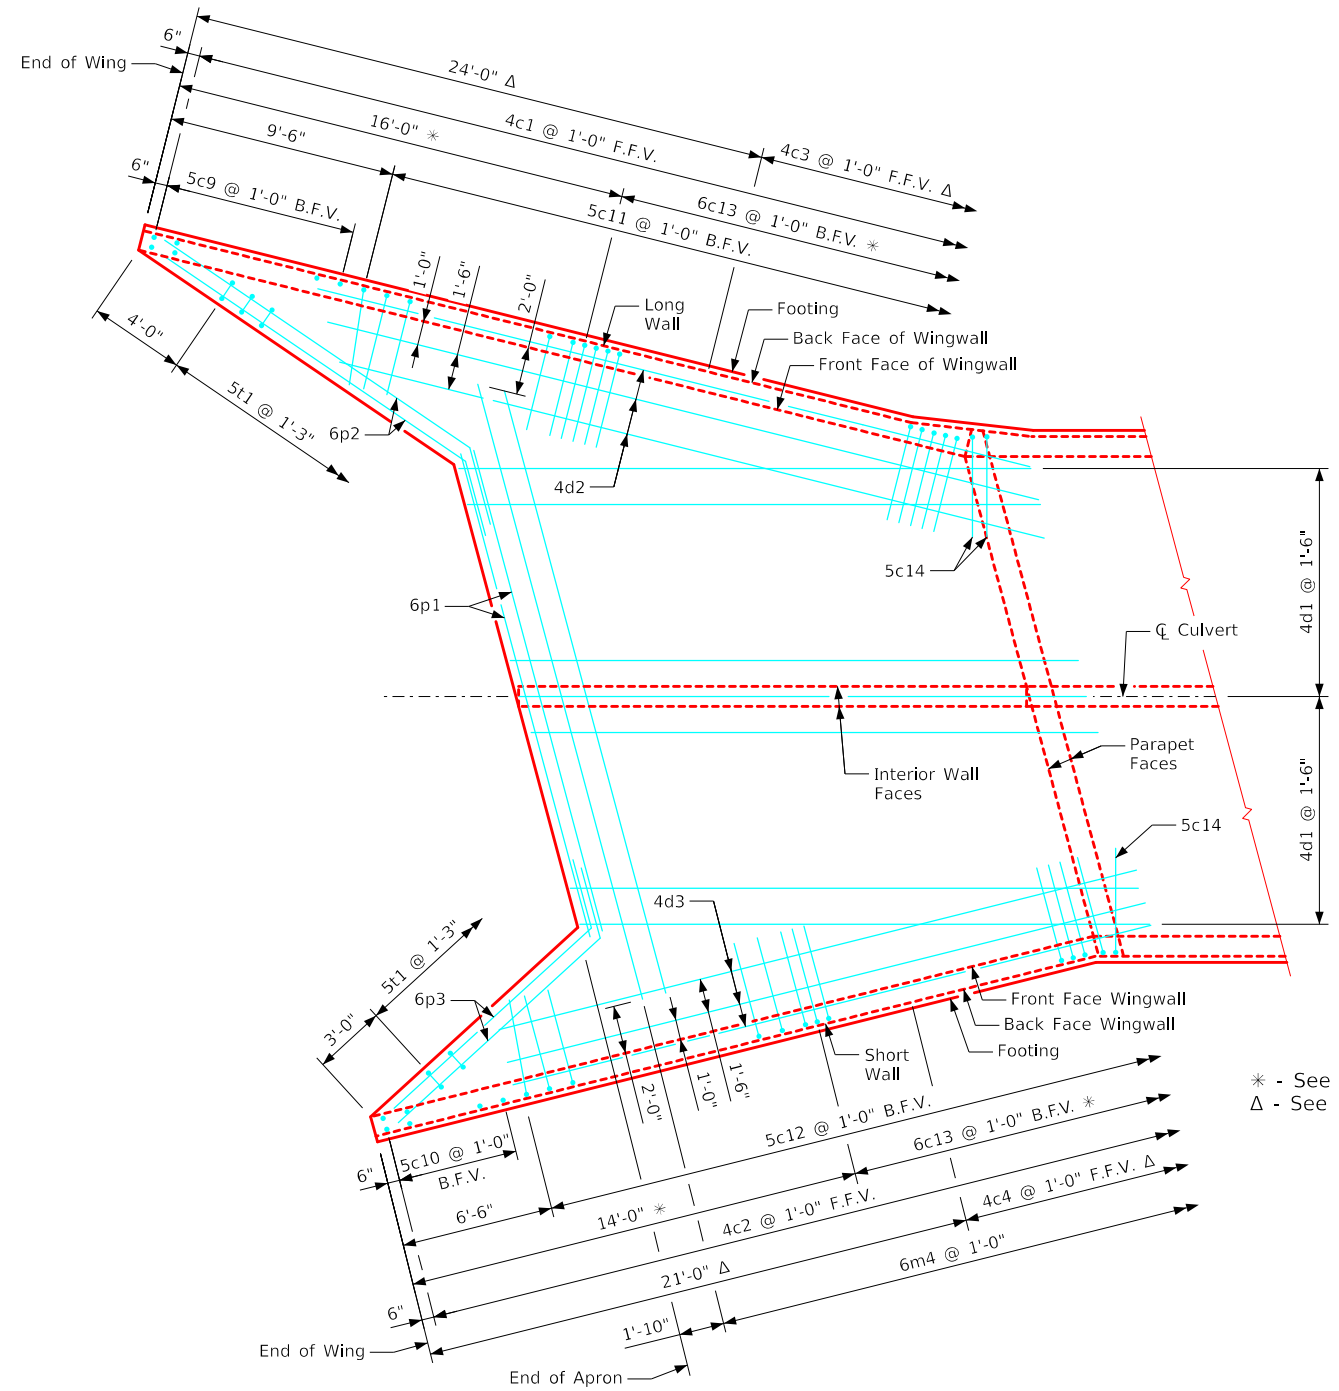 6"
End of Wing
24'-0" Δ
4c1 @ 1'-0" F.F.V.
4c3 @ 1'-0" F.F.V. Δ
16'-0" ✳
9'-6"
6"
5c9 @ 1'-0" B.F.V.
6c13 @ 1'-0" B.F.V. ✳
5c11 @ 1'-0" B.F.V.
1'-0"
1'-6"
2'-0"
Long
Wall
Footing
Back Face of Wingwall
Front Face of Wingwall
4'-0"
5t1 @ 1'-3"
6p2
4d2
5c14
4d1 @ 1'-6"
6p1
℄ Culvert
Parapet
Faces
Interior Wall
Faces
4d1 @ 1'-6"
5c14
4d3
5t1 @ 1'-3"
6p3
3'-0"
Front Face Wingwall
Back Face Wingwall
Footing
Short
Wall
1'-6"
1'-0"
2'-0"
✳ - See
Δ - See
6"
5c10 @ 1'-0"
B.F.V.
5c12 @ 1'-0" B.F.V.
6c13 @ 1'-0" B.F.V. ✳
6'-6"
14'-0" ✳
4c2 @ 1'-0" F.F.V.
4c4 @ 1'-0" F.F.V. Δ
21'-0" Δ
6m4 @ 1'-0"
6"
1'-10"
End of Wing
End of Apron